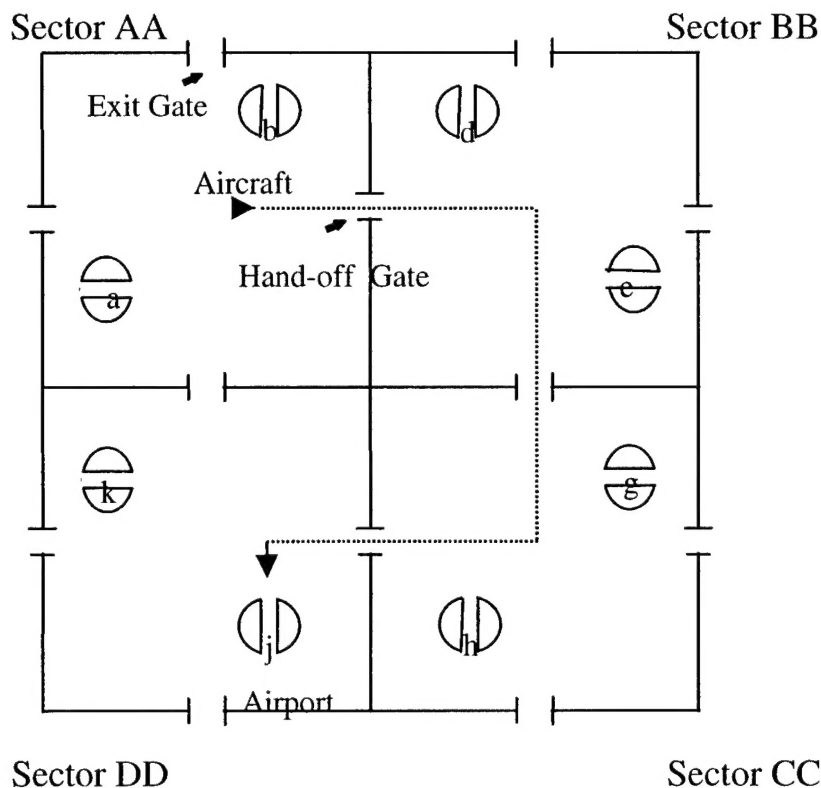 Sector AA
Sector BB
Exit Gate
b
d
Aircraft
Hand-off Gate
a
e
k
g
j
h
Airport
Sector DD
Sector CC